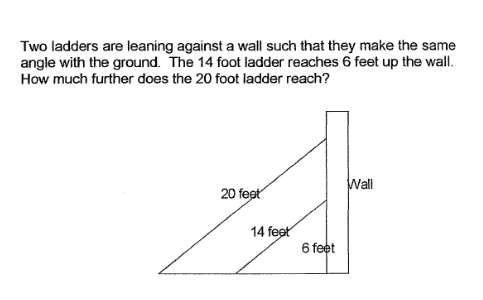 Two ladders are leaning against a wall such that they make the same
angle with the ground. The 14 foot ladder reaches 6 feet up the wall.
How much further does the 20 foot ladder reach?
Wall
20 feet
14 feet
6 feet